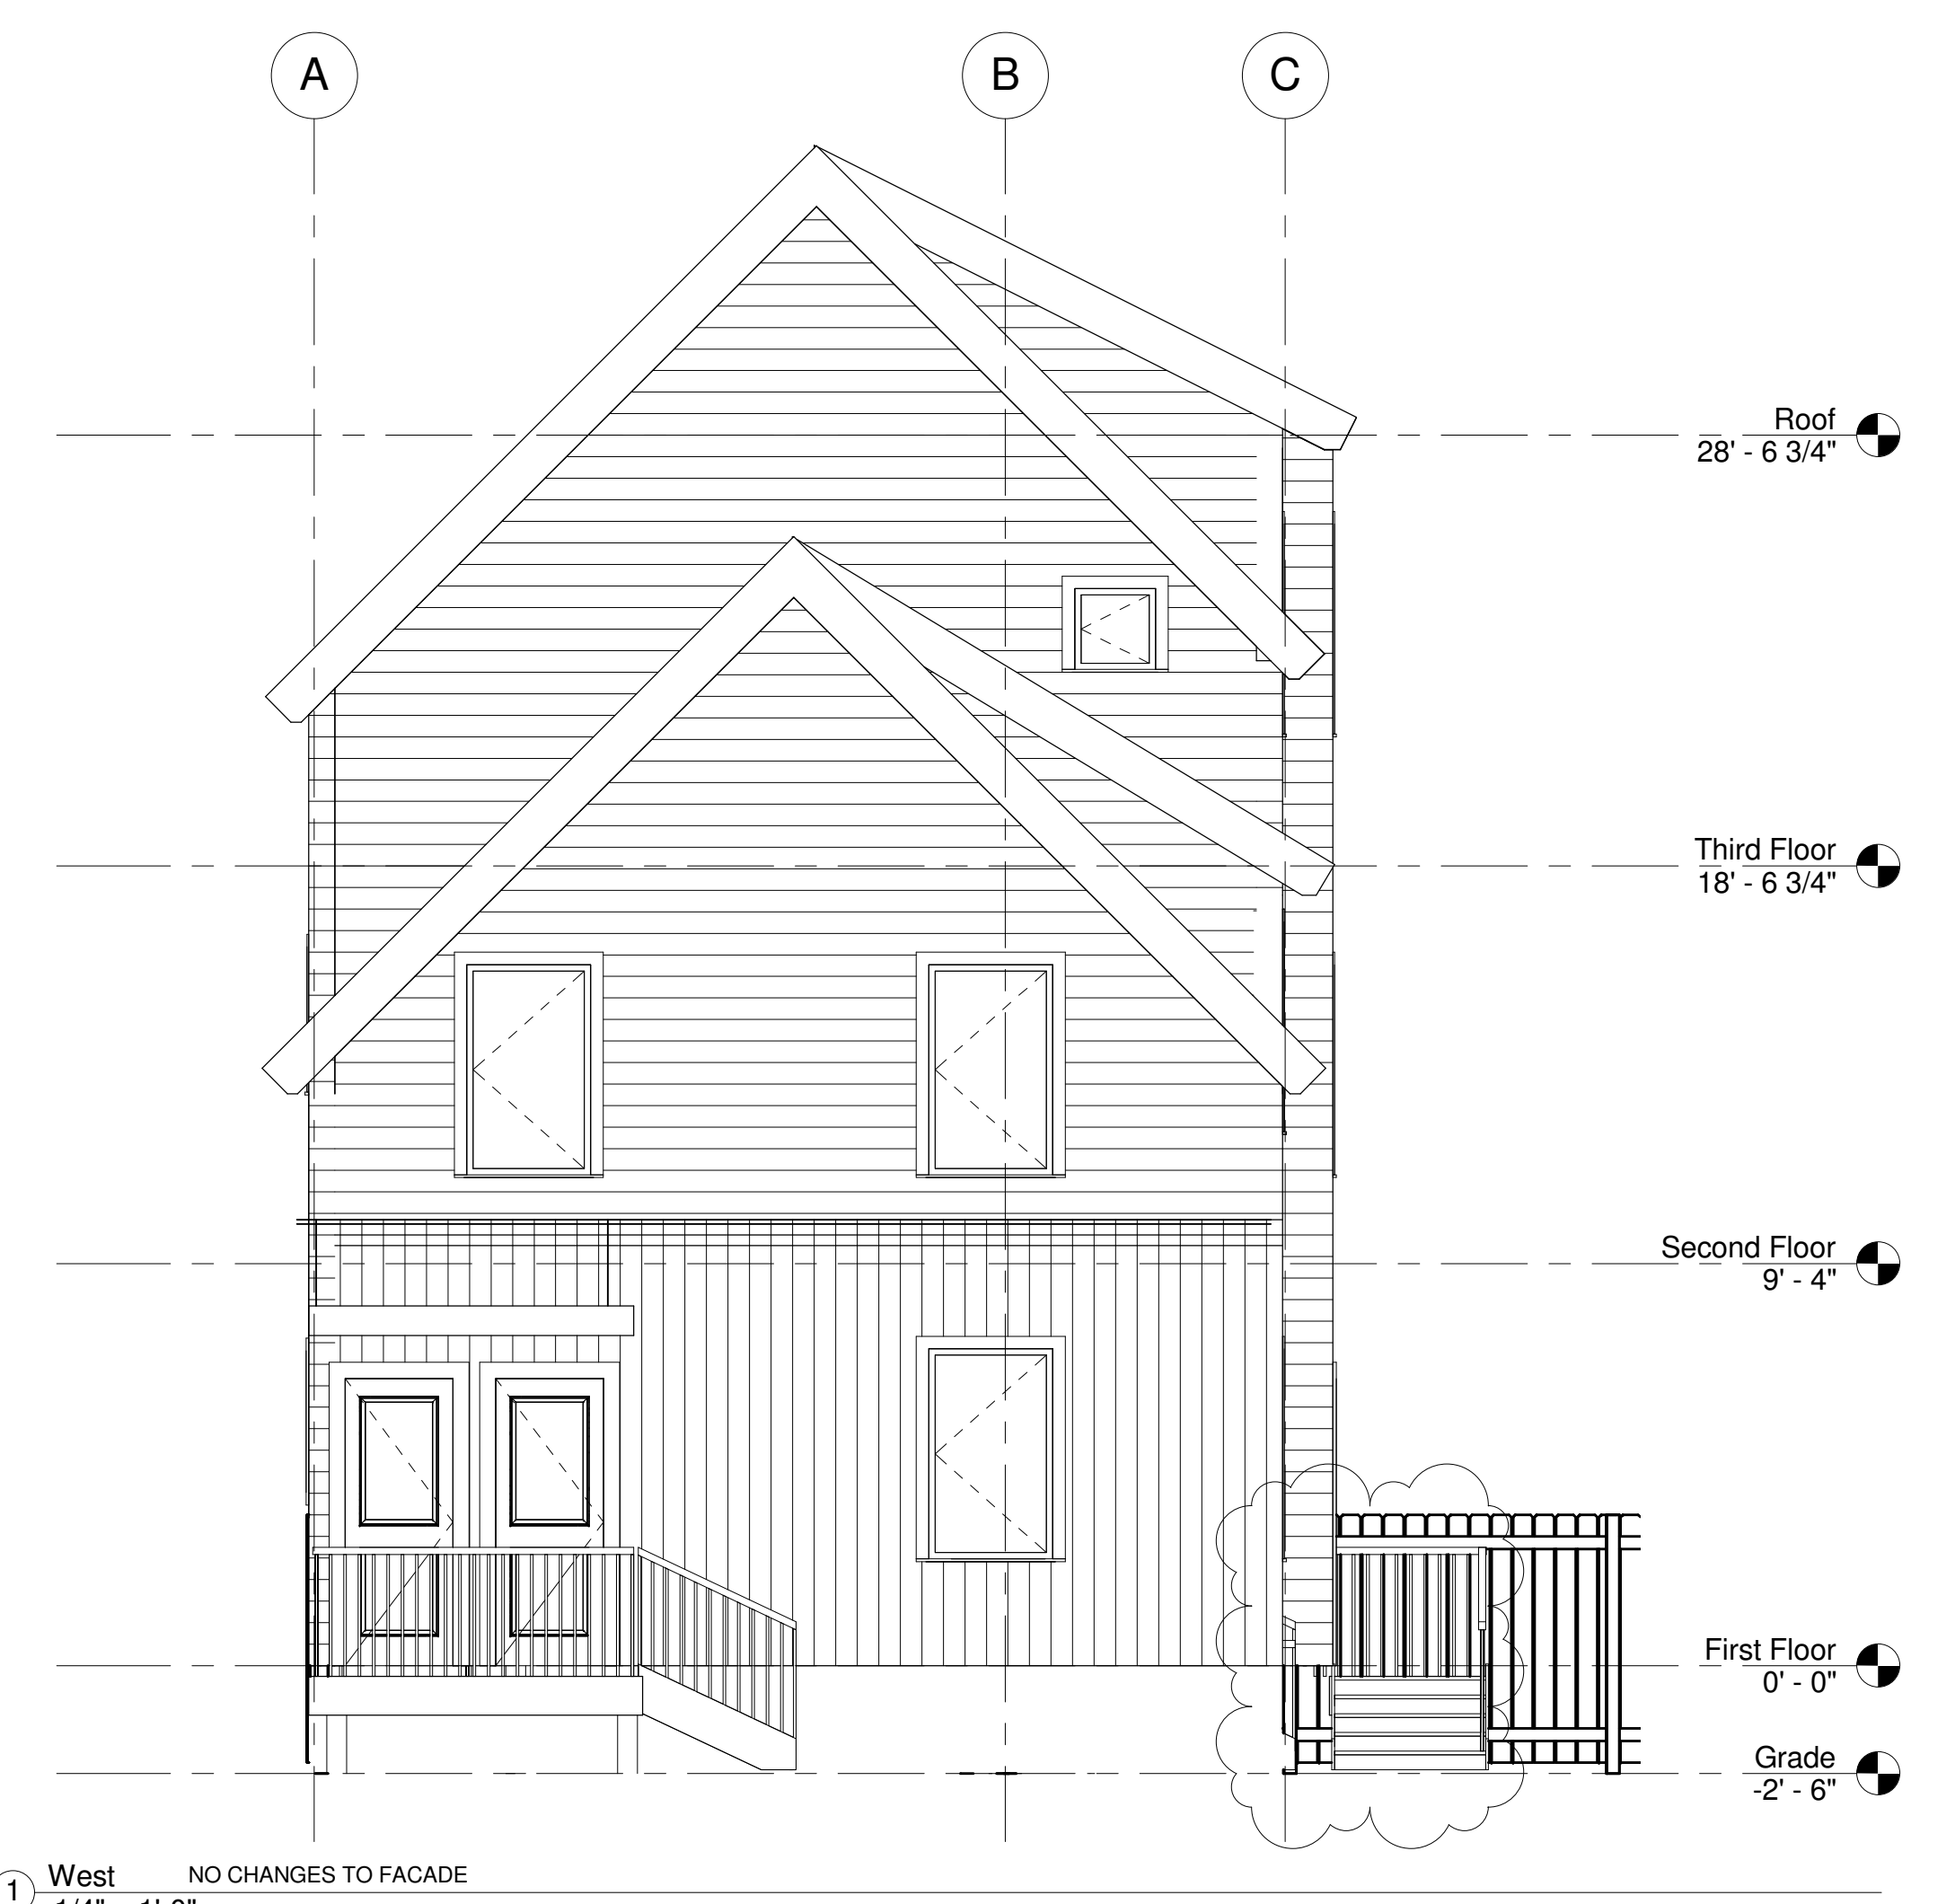 A
B
C
Roof
28' - 6 3/4"
Third Floor
18' - 6 3/4"
Second Floor
9' - 4"
First Floor
0' - 0"
Grade
-2' - 6"
1
West NO CHANGES TO FACADE